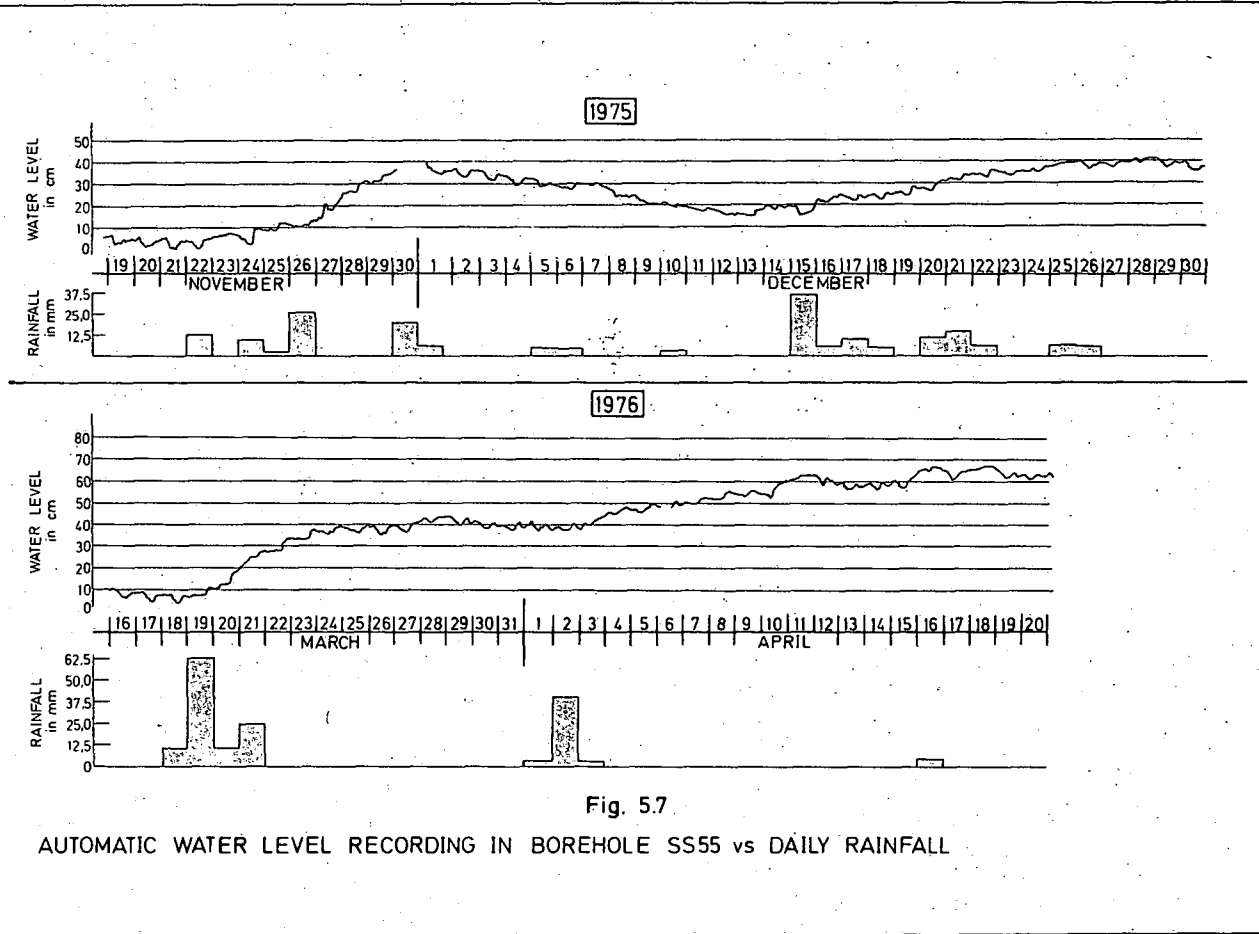 1975
WATER LEVEL
in cm
50
40
30
20
10
0
19 20 21 22 23 24 25 26 27 28 29 30 1 2 3 4 5 6 7 8 9 10 11 12 13 14 15 16 17 18 19 20 21 22 23 24 25 26 27 28 29 30
NOVEMBER DECEMBER
RAINFALL
in mm
37,5
25,0
12,5
1976
WATER LEVEL
in cm
80
70
60
50
40
30
20
10
0
16 17 18 19 20 21 22 23 24 25 26 27 28 29 30 31 1 2 3 4 5 6 7 8 9 10 11 12 13 14 15 16 17 18 19 20
MARCH APRIL
RAINFALL
in mm
62,5
50,0
37,5
25,0
12,5
0
Fig. 5.7
AUTOMATIC WATER LEVEL RECORDING IN BOREHOLE SS55 vs DAILY RAINFALL